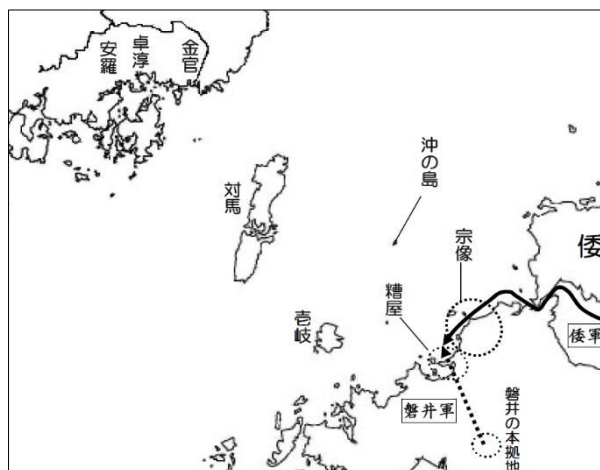 金官
卓淳
安羅
沖の島
対馬
宗像
倭
糟屋
壱岐
倭軍
磐井軍
磐井の本拠地